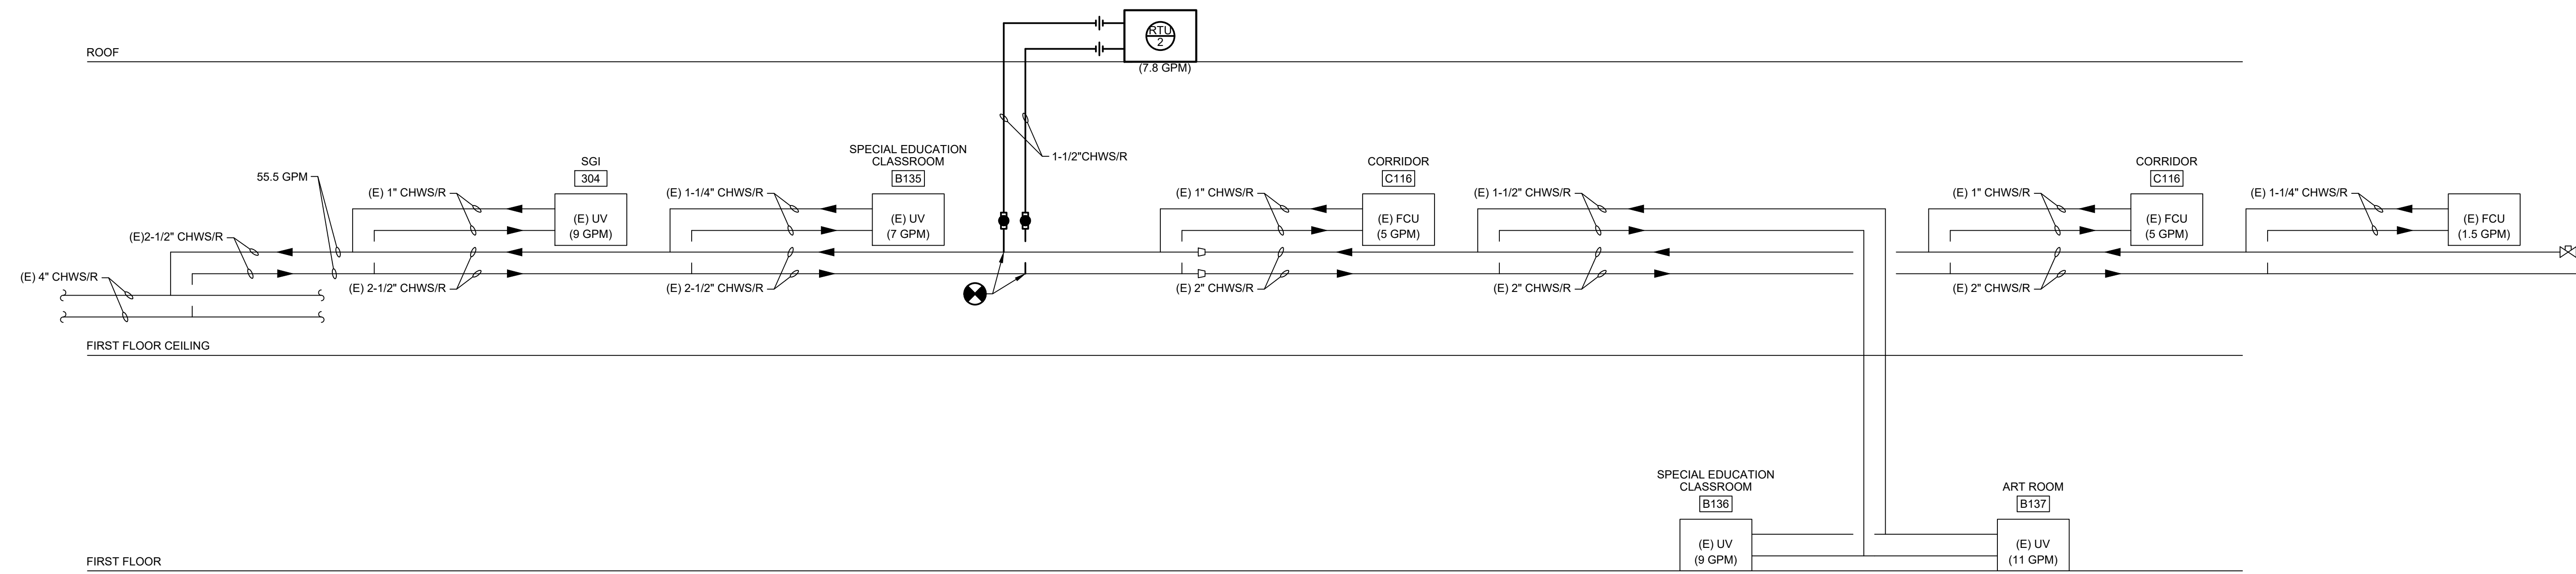 ROOF
RTU
2
(7.8 GPM)
1-1/2"CHWS/R
55.5 GPM
(E)2-1/2" CHWS/R
(E) 4" CHWS/R
(E) 1" CHWS/R
SGI
304
(E) UV
(9 GPM)
(E) 2-1/2" CHWS/R
(E) 1-1/4" CHWS/R
SPECIAL EDUCATION
CLASSROOM
B135
(E) UV
(7 GPM)
(E) 2-1/2" CHWS/R
(E) 1" CHWS/R
CORRIDOR
C116
(E) FCU
(5 GPM)
(E) 2" CHWS/R
(E) 1-1/2" CHWS/R
(E) 2" CHWS/R
(E) 1" CHWS/R
CORRIDOR
C116
(E) FCU
(5 GPM)
(E) 2" CHWS/R
(E) 1-1/4" CHWS/R
(E) FCU
(1.5 GPM)
FIRST FLOOR CEILING
SPECIAL EDUCATION
CLASSROOM
B136
(E) UV
(9 GPM)
ART ROOM
B137
(E) UV
(11 GPM)
FIRST FLOOR